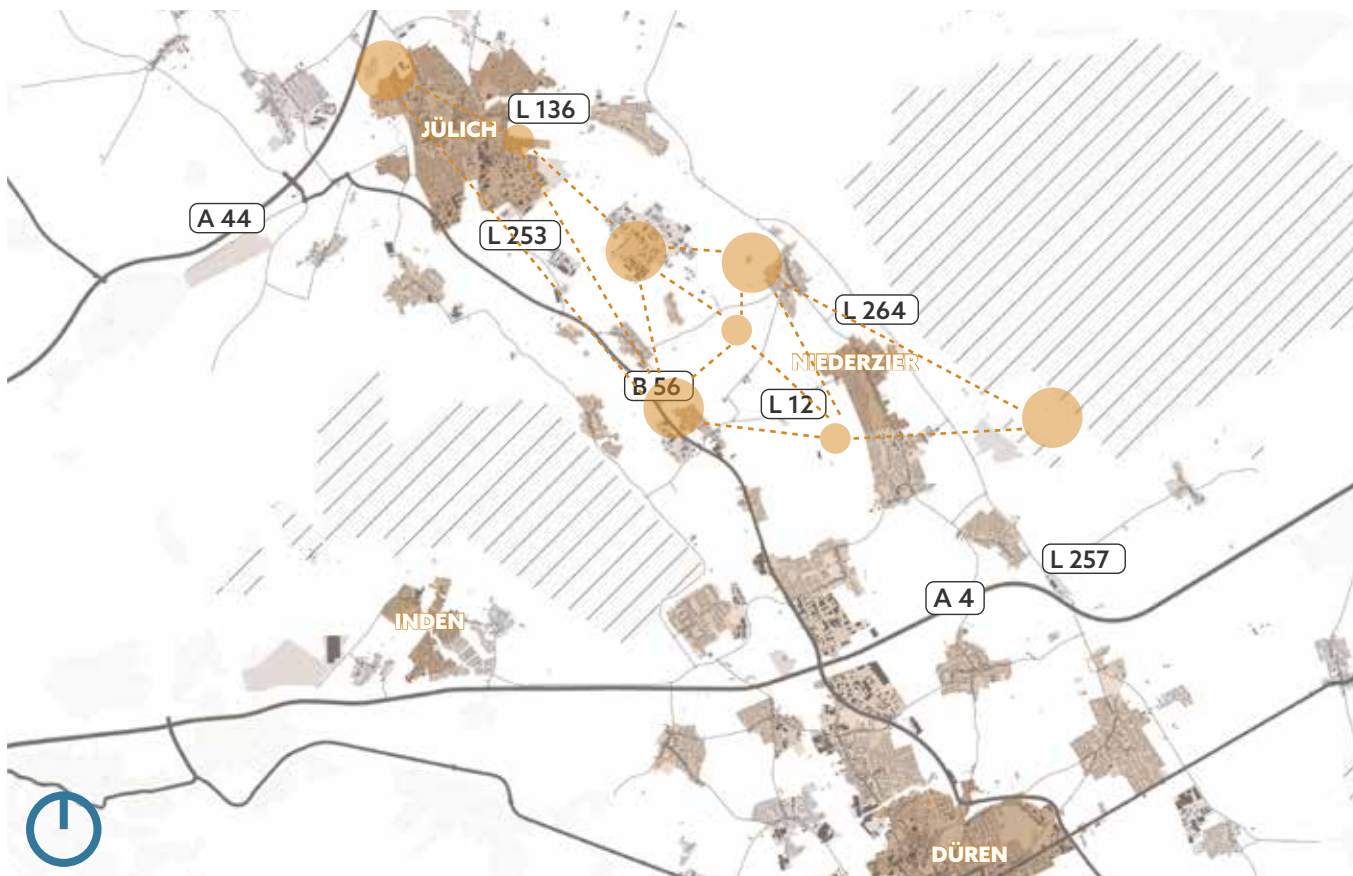 L 136
JÜLICH
A 44
L 253
L 264
NIEDERZIER
B 56
L 12
L 257
A 4
INDEN
DÜREN